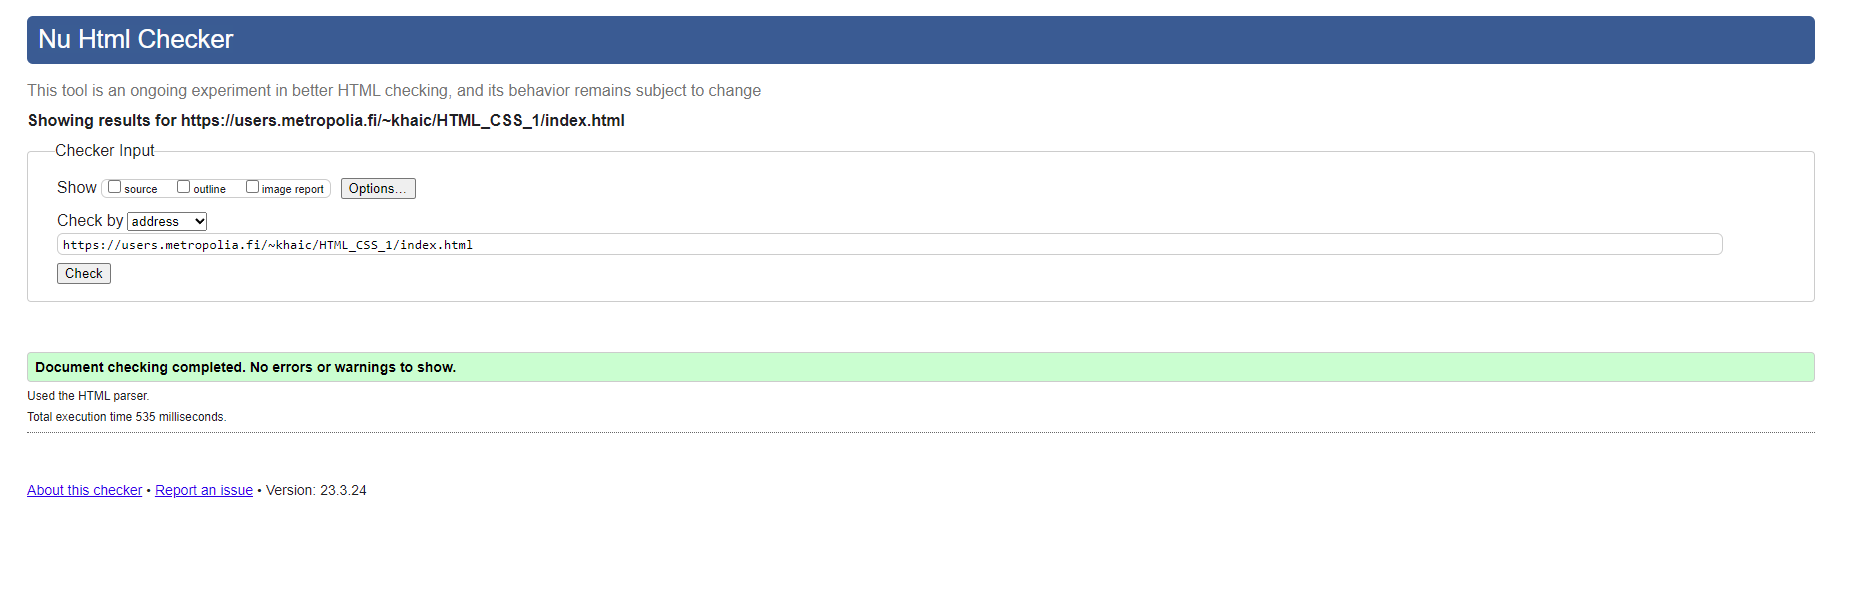 Nu Html Checker
This tool is an ongoing experiment in better HTML checking, and its behavior remains subject to change
Showing results for https://users.metropolia.fi/~khaic/HTML_CSS_1/index.html
Checker Input
Show source outline image report Options...
Check by address
https://users.metropolia.fi/~khaic/HTML_CSS_1/index.html
Check
Document checking completed. No errors or warnings to show.
Used the HTML parser.
Total execution time 535 milliseconds.
About this checker • Report an issue • Version: 23.3.24